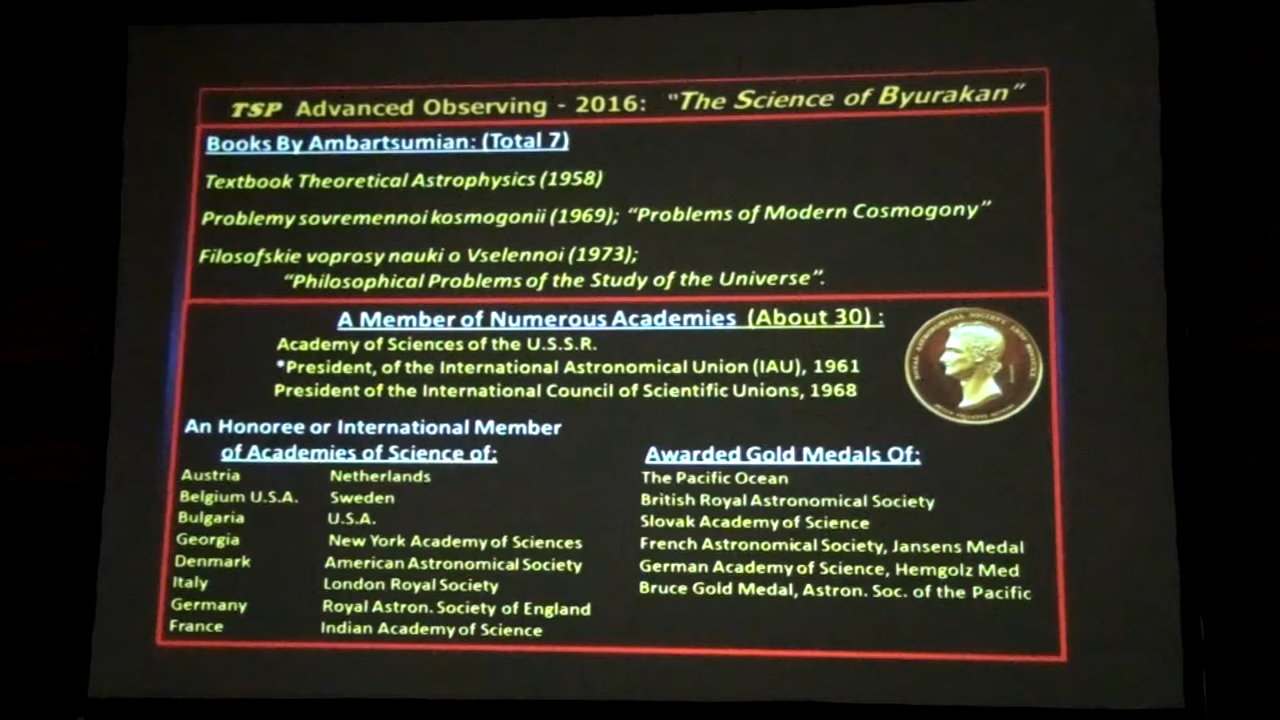 TSP Advanced Observing - 2016: "The Science of Byurakan"
Books By Ambartsumian: (Total 7)
Textbook Theoretical Astrophysics (1958)
Problemy sovremennoi kosmogonii (1969); "Problems of Modern Cosmogony"
Filosofskie voprosy nauki o Vselennoi (1973);
"Philosophical Problems of the Study of the Universe".
A Member of Numerous Academies (About 30) :
Academy of Sciences of the U.S.S.R.
*President, of the International Astronomical Union (IAU), 1961
President of the International Council of Scientific Unions, 1968
An Honoree or International Member
of Academies of Science of:
Austria
Belgium U.S.A.
Bulgaria
Georgia
Denmark
Italy
Germany
France
Netherlands
Sweden
U.S.A.
New York Academy of Sciences
American Astronomical Society
London Royal Society
Royal Astron. Society of England
Indian Academy of Science
Awarded Gold Medals Of:
The Pacific Ocean
British Royal Astronomical Society
Slovak Academy of Science
French Astronomical Society, Jansens Medal
German Academy of Science, Hemgolz Med
Bruce Gold Medal, Astron. Soc. of the Pacific